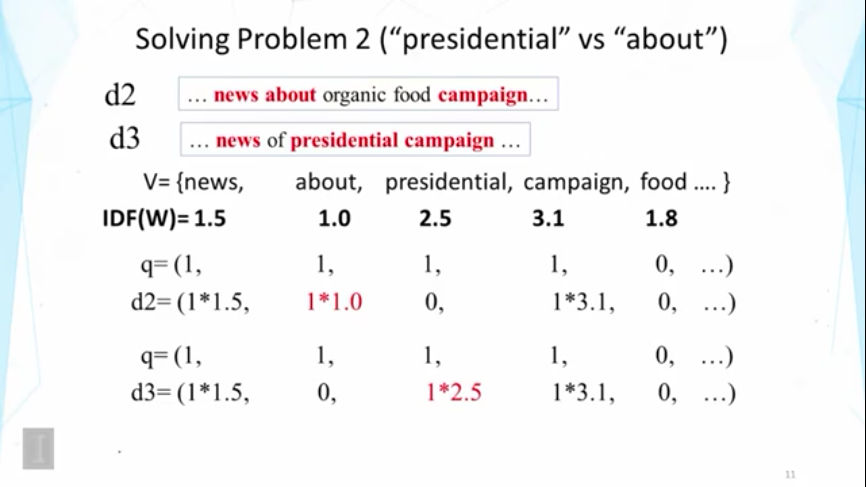 Solving Problem 2 (“presidential” vs “about”)
d2 … news about organic food campaign…
d3 … news of presidential campaign …
V= {news, about, presidential, campaign, food …. }
IDF(W)= 1.5 1.0 2.5 3.1 1.8
q= (1, 1, 1, 1, 0, …)
d2= (1*1.5, 1*1.0 0, 1*3.1, 0, …)
q= (1, 1, 1, 1, 0, …)
d3= (1*1.5, 0, 1*2.5 1*3.1, 0, …)
I
11